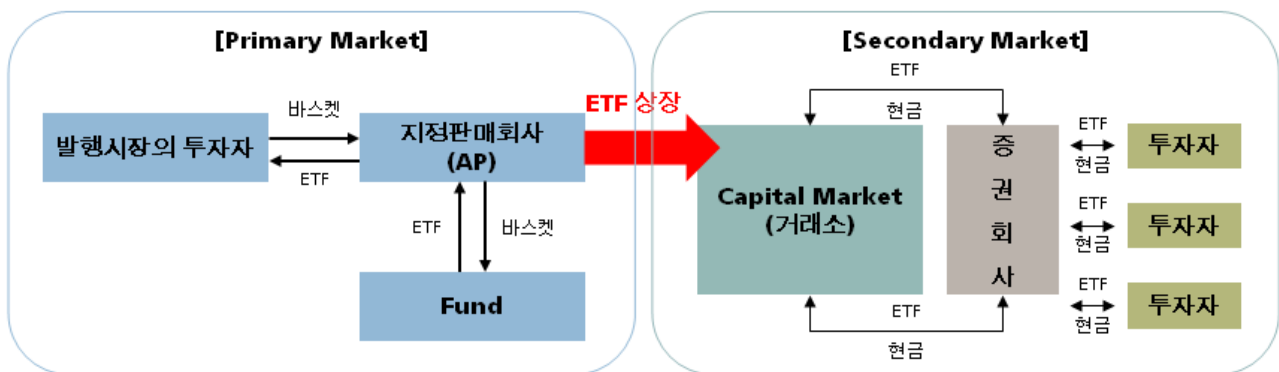 [Primary Market]
발행시장의 투자자
바스켓
ETF
지정판매회사
(AP)
ETF
바스켓
Fund
ETF 상장
[Secondary Market]
ETF
현금
Capital Market
(거래소)
증
권
회
사
ETF
현금
ETF
현금
투자자
ETF
현금
투자자
ETF
현금
투자자